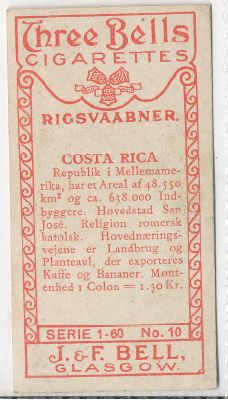 Three Bells
CIGARETTES
RIGSVAABNER.
COSTA RICA
Republik i Mellemame-
rika, har et Areal af 48.550
km² og ca. 638.000 Ind-
byggere. Hovedstad San
José. Religion romersk
katolsk. Hovednærings-
vejene er Landbrug og
Planteavl, der exporteres
Kaffe og Bananer. Mønt-
enhed 1 Colon = 1.30 Kr.
SERIE 1-60 No. 10
J. & F. BELL,
GLASGOW.